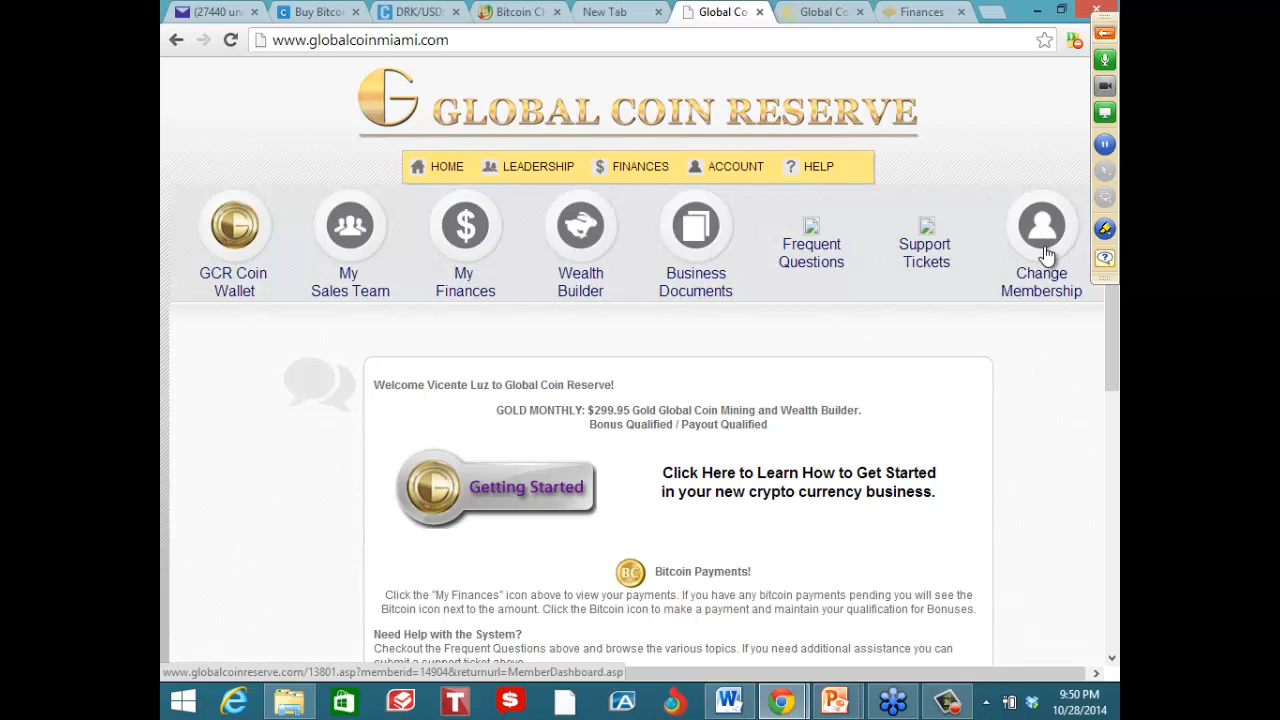 (27440 un
Buy Bitco
DRK/USD
Bitcoin C
New Tab
Global Co
Global Co
Finances
www.globalcoinmiami.com
G GLOBAL COIN RESERVE
HOME LEADERSHIP $ FINANCES ACCOUNT ? HELP
GCR Coin
Wallet
My
Sales Team
$
My
Finances
Wealth
Builder
Business
Documents
Frequent
Questions
Support
Tickets
Change
Membership
Welcome Vicente Luz to Global Coin Reserve!
GOLD MONTHLY: $299.95 Gold Global Coin Mining and Wealth Builder.
Bonus Qualified / Payout Qualified
Getting Started
Click Here to Learn How to Get Started
in your new crypto currency business.
BC Bitcoin Payments!
Click the "My Finances" icon above to view your payments. If you have any bitcoin payments pending you will see the
Bitcoin icon next to the amount. Click the Bitcoin icon to make a payment and maintain your qualification for Bonuses.
Need Help with the System?
Checkout the Frequent Questions above and browse the various topics. If you need additional assistance you can
submit a support ticket above
www.globalcoinreserve.com/13801.asp?memberid=14904&returnurl=MemberDashboard.asp
9:50 PM
10/28/2014